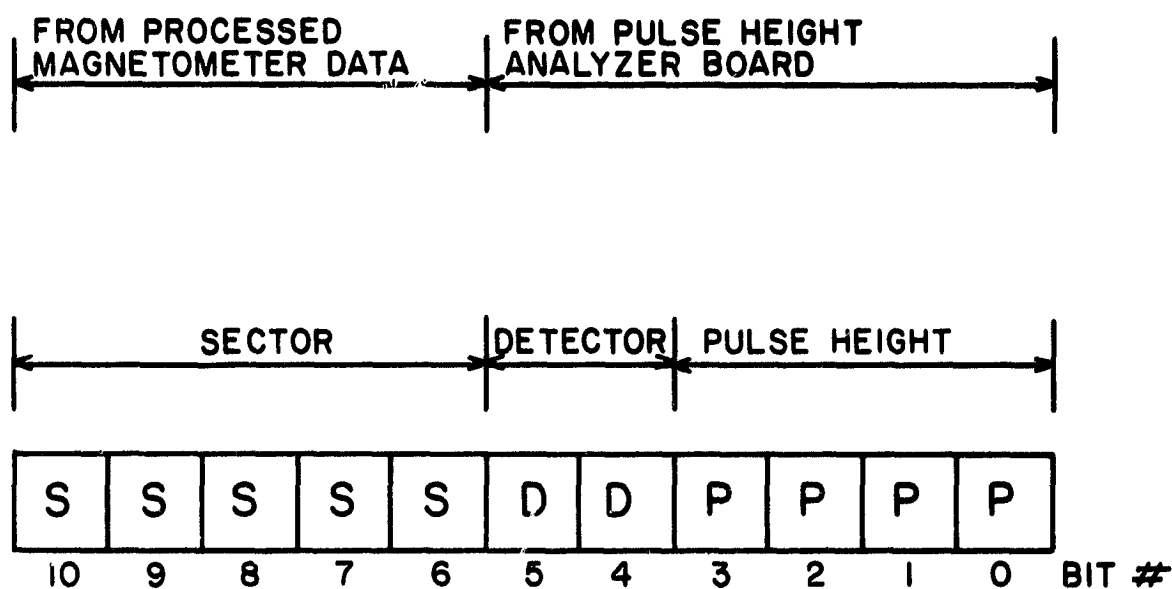 FROM PROCESSED
MAGNETOMETER DATA
FROM PULSE HEIGHT
ANALYZER BOARD
SECTOR DETECTOR PULSE HEIGHT
S S S S S D D P P P P
10 9 8 7 6 5 4 3 2 1 0 BIT #